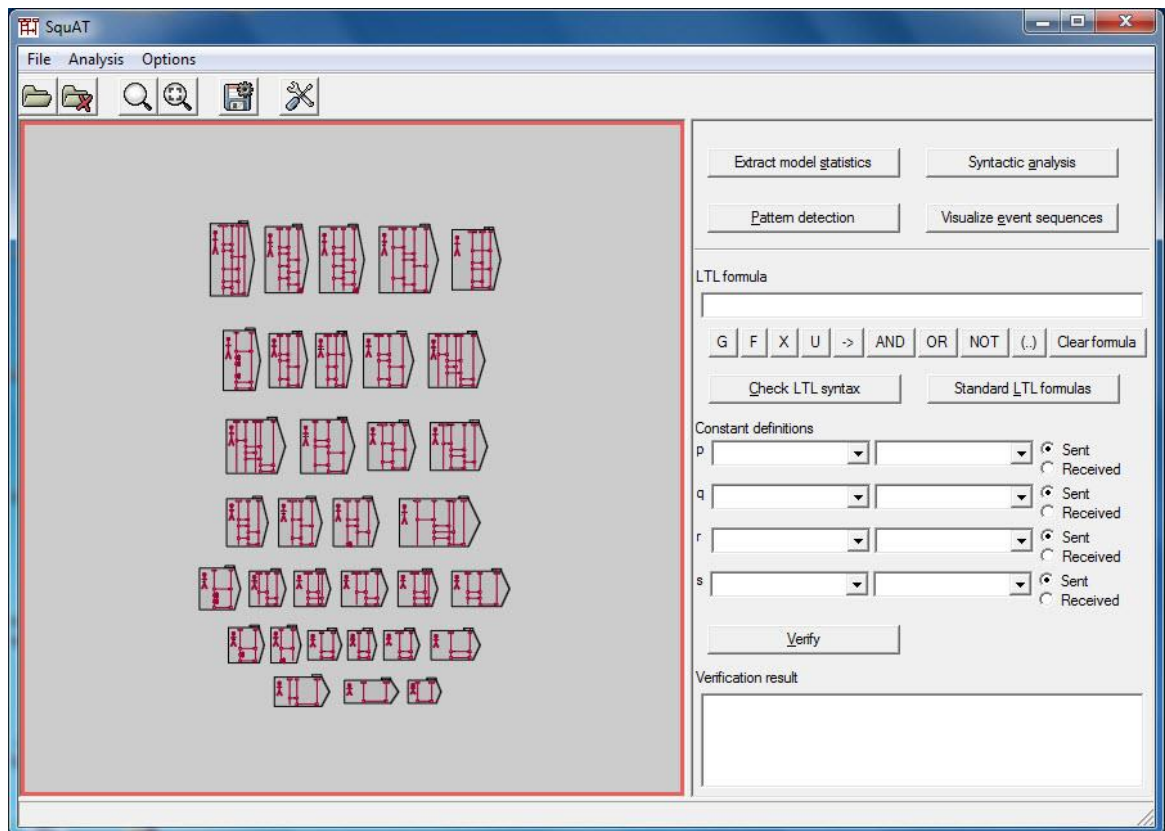 SquAT
File Analysis Options
Extract model statistics Syntactic analysis
Pattern detection Visualize event sequences
LTL formula
G F X U -> AND OR NOT (..) Clear formula
Check LTL syntax Standard LTL formulas
Constant definitions
p Sent
Received
q Sent
Received
r Sent
Received
s Sent
Received
Verify
Verification result